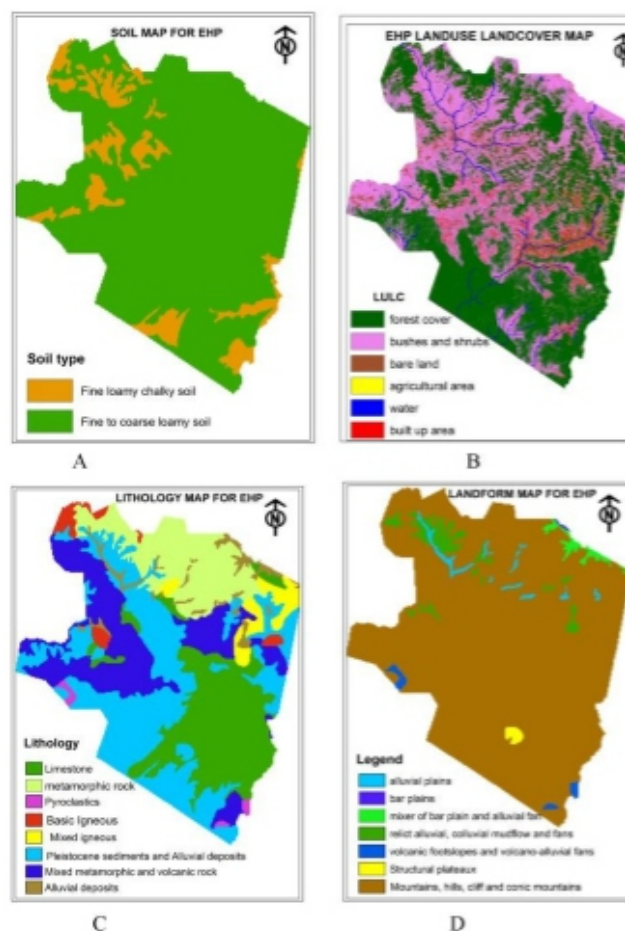 SOIL MAP FOR EHP
N
Soil type
Fine loamy chalky soil
Fine to coarse loamy soil
A
EHP LANDUSE LANDCOVER MAP
N
LULC
forest cover
bushes and shrubs
bare land
agricultural area
water
built up area
B
LITHOLOGY MAP FOR EHP
N
Lithology
Limestone
metamorphic rock
Pyroclastics
Basic Igneous
Mixed igneous
Pleistocene sediments and Alluvial deposits
Mixed metamorphic and volcanic rock
Alluvial deposits
C
LANDFORM MAP FOR EHP
N
Legend
alluvial plains
bar plains
mixer of bar plain and alluvial fan
relict alluvial, colluvial mudflow and fans
volcanic footslopes and volcano-alluvial fans
Structural plateaux
Mountains, hills, cliff and conic mountains
D